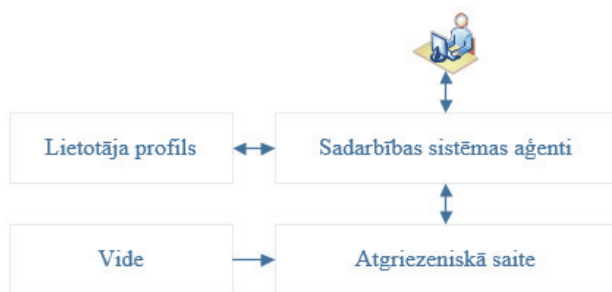 Lietotāja profils
Sadarbības sistēmas aģenti
Vide
Atgriezeniskā saite